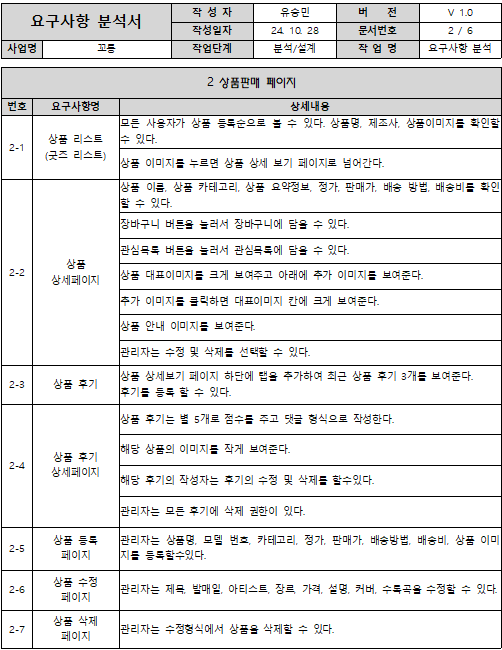 요구사항 분석서
작 성 자
유승민
버 전
V 1.0
작성일자
24. 10. 28
문서번호
2 / 6
사업명
꼬릉
작업단계
분석/설계
작 업 명
요구사항 분석
2 상품판매 페이지
번호
요구사항명
상세내용
2-1
상품 리스트
(굿즈 리스트)
모든 사용자가 상품 등록순으로 볼 수 있다. 상품명, 제조사, 상품이미지를 확인할
수 있다.
상품 이미지를 누르면 상품 상세 보기 페이지로 넘어간다.
2-2
상품
상세페이지
상품 이름, 상품 카테고리, 상품 요약정보, 정가, 판매가, 배송 방법, 배송비를 확인
할 수 있다.
장바구니 버튼을 눌러서 장바구니에 담을 수 있다.
관심목록 버튼을 눌러서 관심목록에 담을 수 있다.
상품 대표이미지를 크게 보여주고 아래에 추가 이미지를 보여준다.
추가 이미지를 클릭하면 대표이미지 칸에 크게 보여준다.
상품 안내 이미지를 보여준다.
관리자는 수정 및 삭제를 선택할 수 있다.
2-3
상품 후기
상품 상세보기 페이지 하단에 탭을 추가하여 최근 상품 후기 3개를 보여준다.
후기를 등록 할 수 있다.
2-4
상품 후기
상세페이지
상품 후기는 별 5개로 점수를 주고 댓글 형식으로 작성한다.
해당 상품의 이미지를 작게 보여준다.
해당 후기의 작성자는 후기의 수정 및 삭제를 할수있다.
관리자는 모든 후기에 삭제 권한이 있다.
2-5
상품 등록
페이지
관리자는 상품명, 모델 번호, 카테고리, 정가, 판매가, 배송방법, 배송비, 상품 이미
지를 등록할수있다.
2-6
상품 수정
페이지
관리자는 제목, 발매일, 아티스트, 장르, 가격, 설명, 커버, 수록곡을 수정할 수 있다.
2-7
상품 삭제
페이지
관리자는 수정형식에서 상품을 삭제할 수 있다.